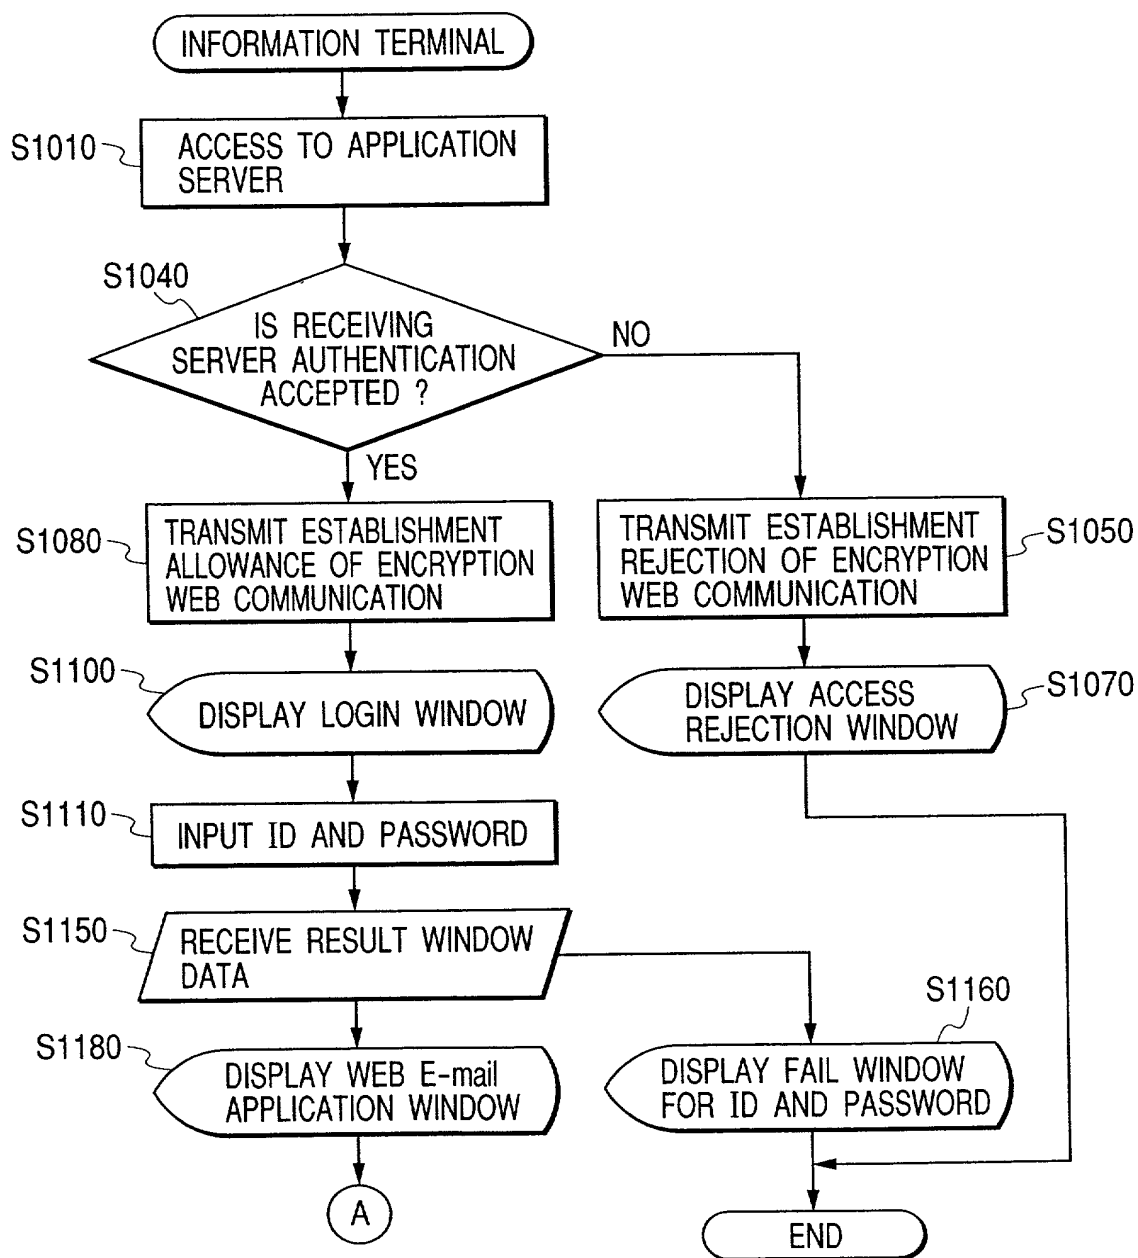 INFORMATION TERMINAL
S1010
ACCESS TO APPLICATION
SERVER
S1040
IS RECEIVING
SERVER AUTHENTICATION
ACCEPTED ?
NO
YES
S1080
TRANSMIT ESTABLISHMENT
ALLOWANCE OF ENCRYPTION
WEB COMMUNICATION
TRANSMIT ESTABLISHMENT
REJECTION OF ENCRYPTION
WEB COMMUNICATION
S1050
S1100
DISPLAY LOGIN WINDOW
DISPLAY ACCESS
REJECTION WINDOW
S1070
S1110
INPUT ID AND PASSWORD
S1150
RECEIVE RESULT WINDOW
DATA
S1160
S1180
DISPLAY WEB E-mail
APPLICATION WINDOW
DISPLAY FAIL WINDOW
FOR ID AND PASSWORD
A
END